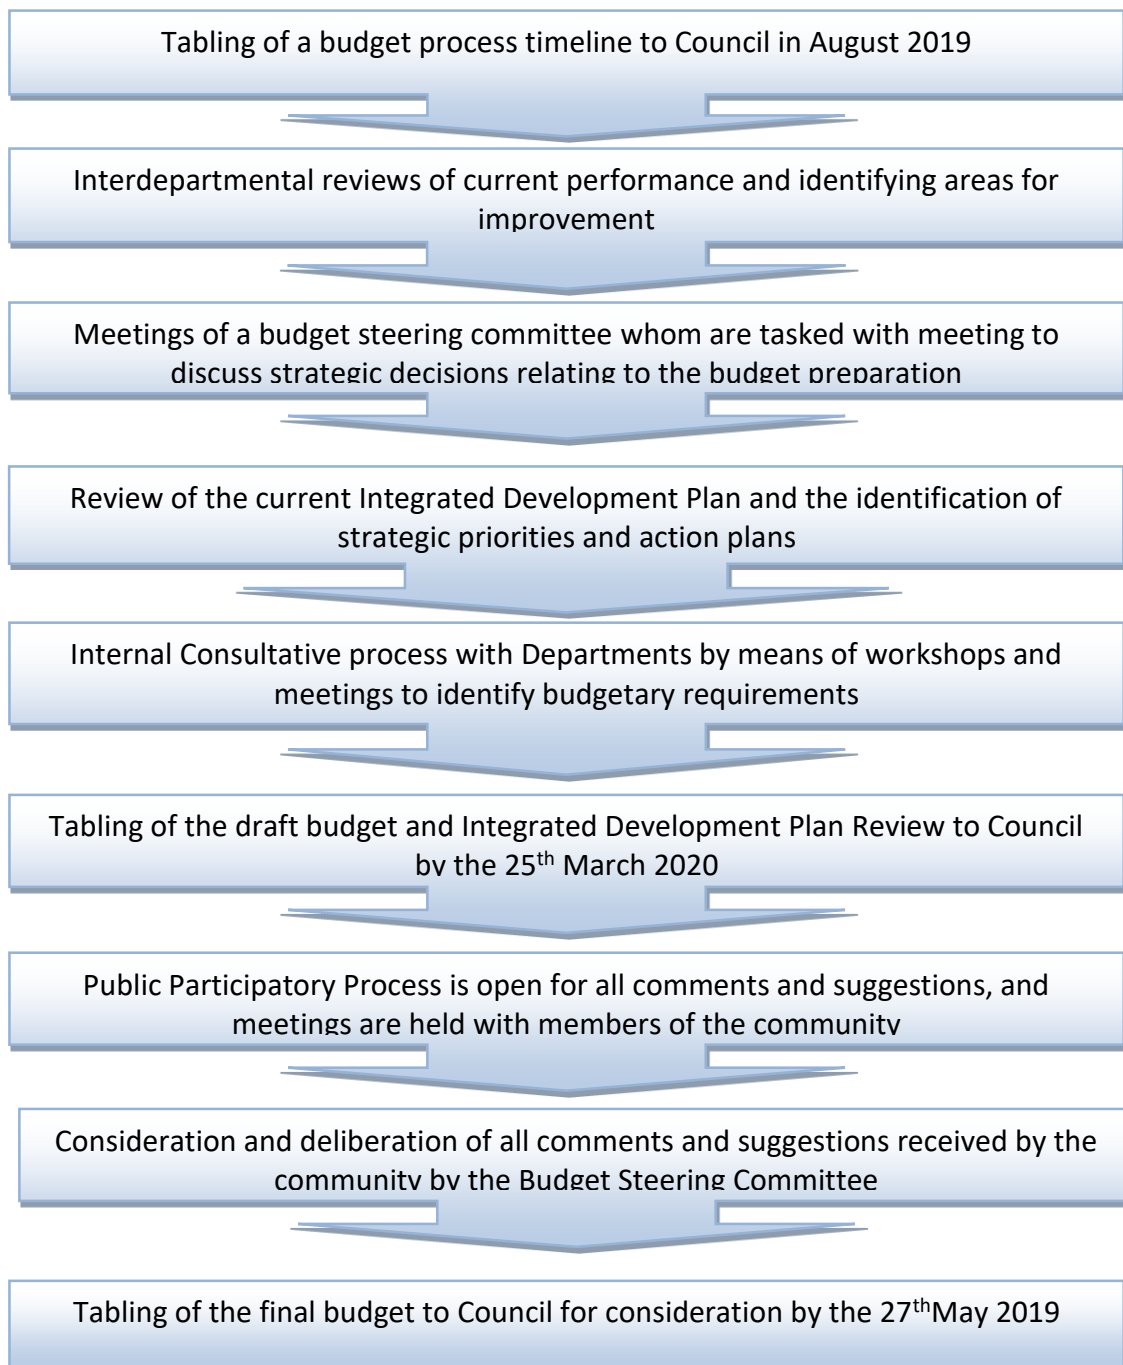 Tabling of a budget process timeline to Council in August 2019
Interdepartmental reviews of current performance and identifying areas for
improvement
Meetings of a budget steering committee whom are tasked with meeting to
discuss strategic decisions relating to the budget preparation
Review of the current Integrated Development Plan and the identification of
strategic priorities and action plans
Internal Consultative process with Departments by means of workshops and
meetings to identify budgetary requirements
Tabling of the draft budget and Integrated Development Plan Review to Council
by the 25th March 2020
Public Participatory Process is open for all comments and suggestions, and
meetings are held with members of the community
Consideration and deliberation of all comments and suggestions received by the
community by the Budget Steering Committee
Tabling of the final budget to Council for consideration by the 27thMay 2019